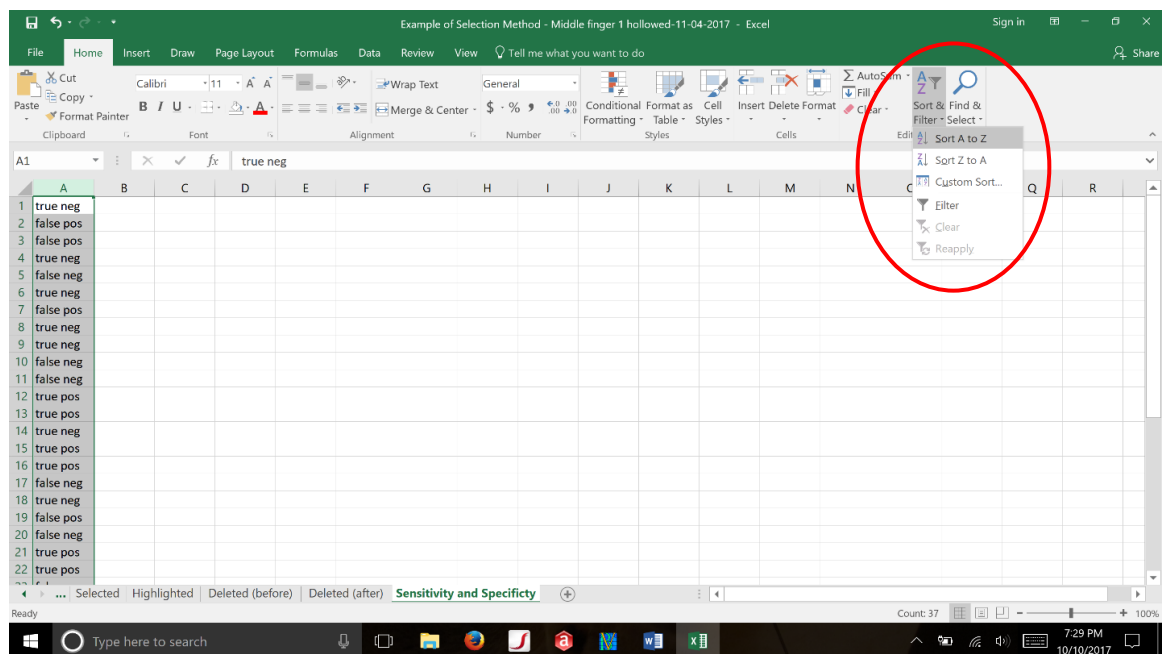 Example of Selection Method - Middle finger 1 hollowed-11-04-2017 - Excel
Sign in
File Home Insert Draw Page Layout Formulas Data Review View Tell me what you want to do
Share
Paste
Cut
Copy
Format Painter
Clipboard
Calibri 11 A A
B I U A
Font
Wrap Text
Merge & Center
Alignment
General
$ % , .0 .00 .00 .0
Number
Conditional Formatting
Format as Table
Cell Styles
Styles
Insert Delete Format
Cells
AutoSum
Fill
Clear
Sort & Filter
Find & Select
Sort A to Z
Sort Z to A
Custom Sort...
Filter
Clear
Reapply
A1 fx true neg
A B C D E F G H I J K L M N Q R
1 true neg
2 false pos
3 false pos
4 true neg
5 false neg
6 true neg
7 false pos
8 true neg
9 true neg
10 false neg
11 false neg
12 true pos
13 true pos
14 true neg
15 true pos
16 true pos
17 false neg
18 true neg
19 false pos
20 false neg
21 true pos
22 true pos
... Selected Highlighted Deleted (before) Deleted (after) Sensitivity and Specificty
Ready
Count: 37
100%
Type here to search
7:29 PM
10/10/2017